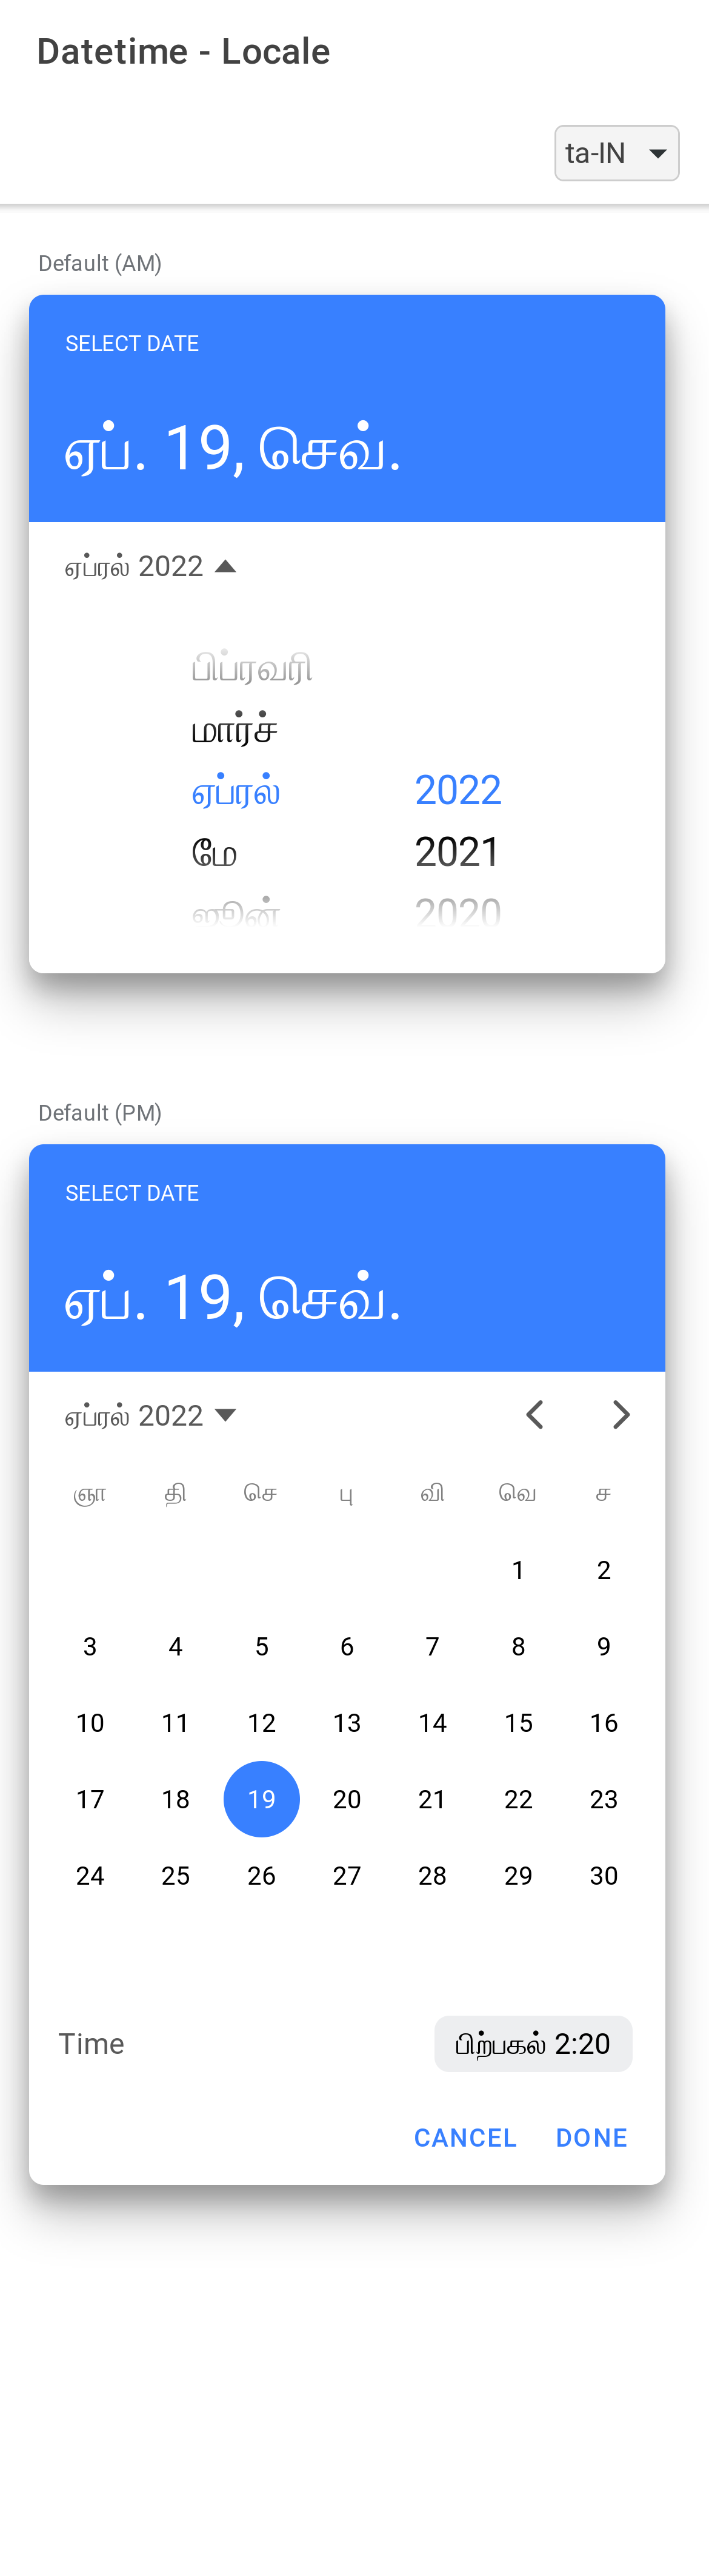 Datetime - Locale
ta-IN
Default (AM)
SELECT DATE
ஏப். 19, செவ்.
ஏப்ரல் 2022
பிப்ரவரி
மார்ச்
ஏப்ரல் 2022
மே 2021
ஜூன் 2020
Default (PM)
SELECT DATE
ஏப். 19, செவ்.
ஏப்ரல் 2022
ஞா தி செ பு வி வெ ச
1 2
3 4 5 6 7 8 9
10 11 12 13 14 15 16
17 18 19 20 21 22 23
24 25 26 27 28 29 30
Time பிற்பகல் 2:20
CANCEL DONE